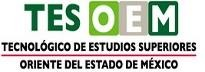 TESOEM
TECNOLÓGICO DE ESTUDIOS SUPERIORES
ORIENTE DEL ESTADO DE MÉXICO